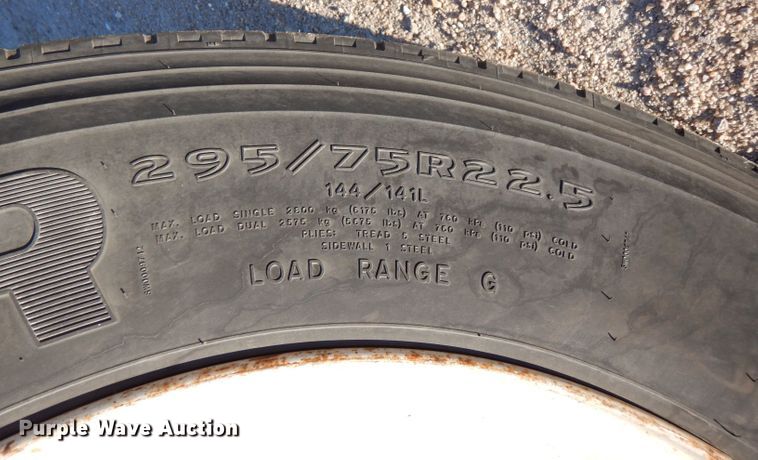 295/75R22.5
144/141L
MAX. LOAD SINGLE 2800 kg (6175 lbs) AT 760 kPa (110 PSI) COLD
MAX. LOAD DUAL 2575 kg (5675 lbs) AT 760 kPa (110 PSI) COLD
PLIES: TREAD 5 STEEL
SIDEWALL 1 STEEL
LOAD RANGE G
R
Purple Wave Auction